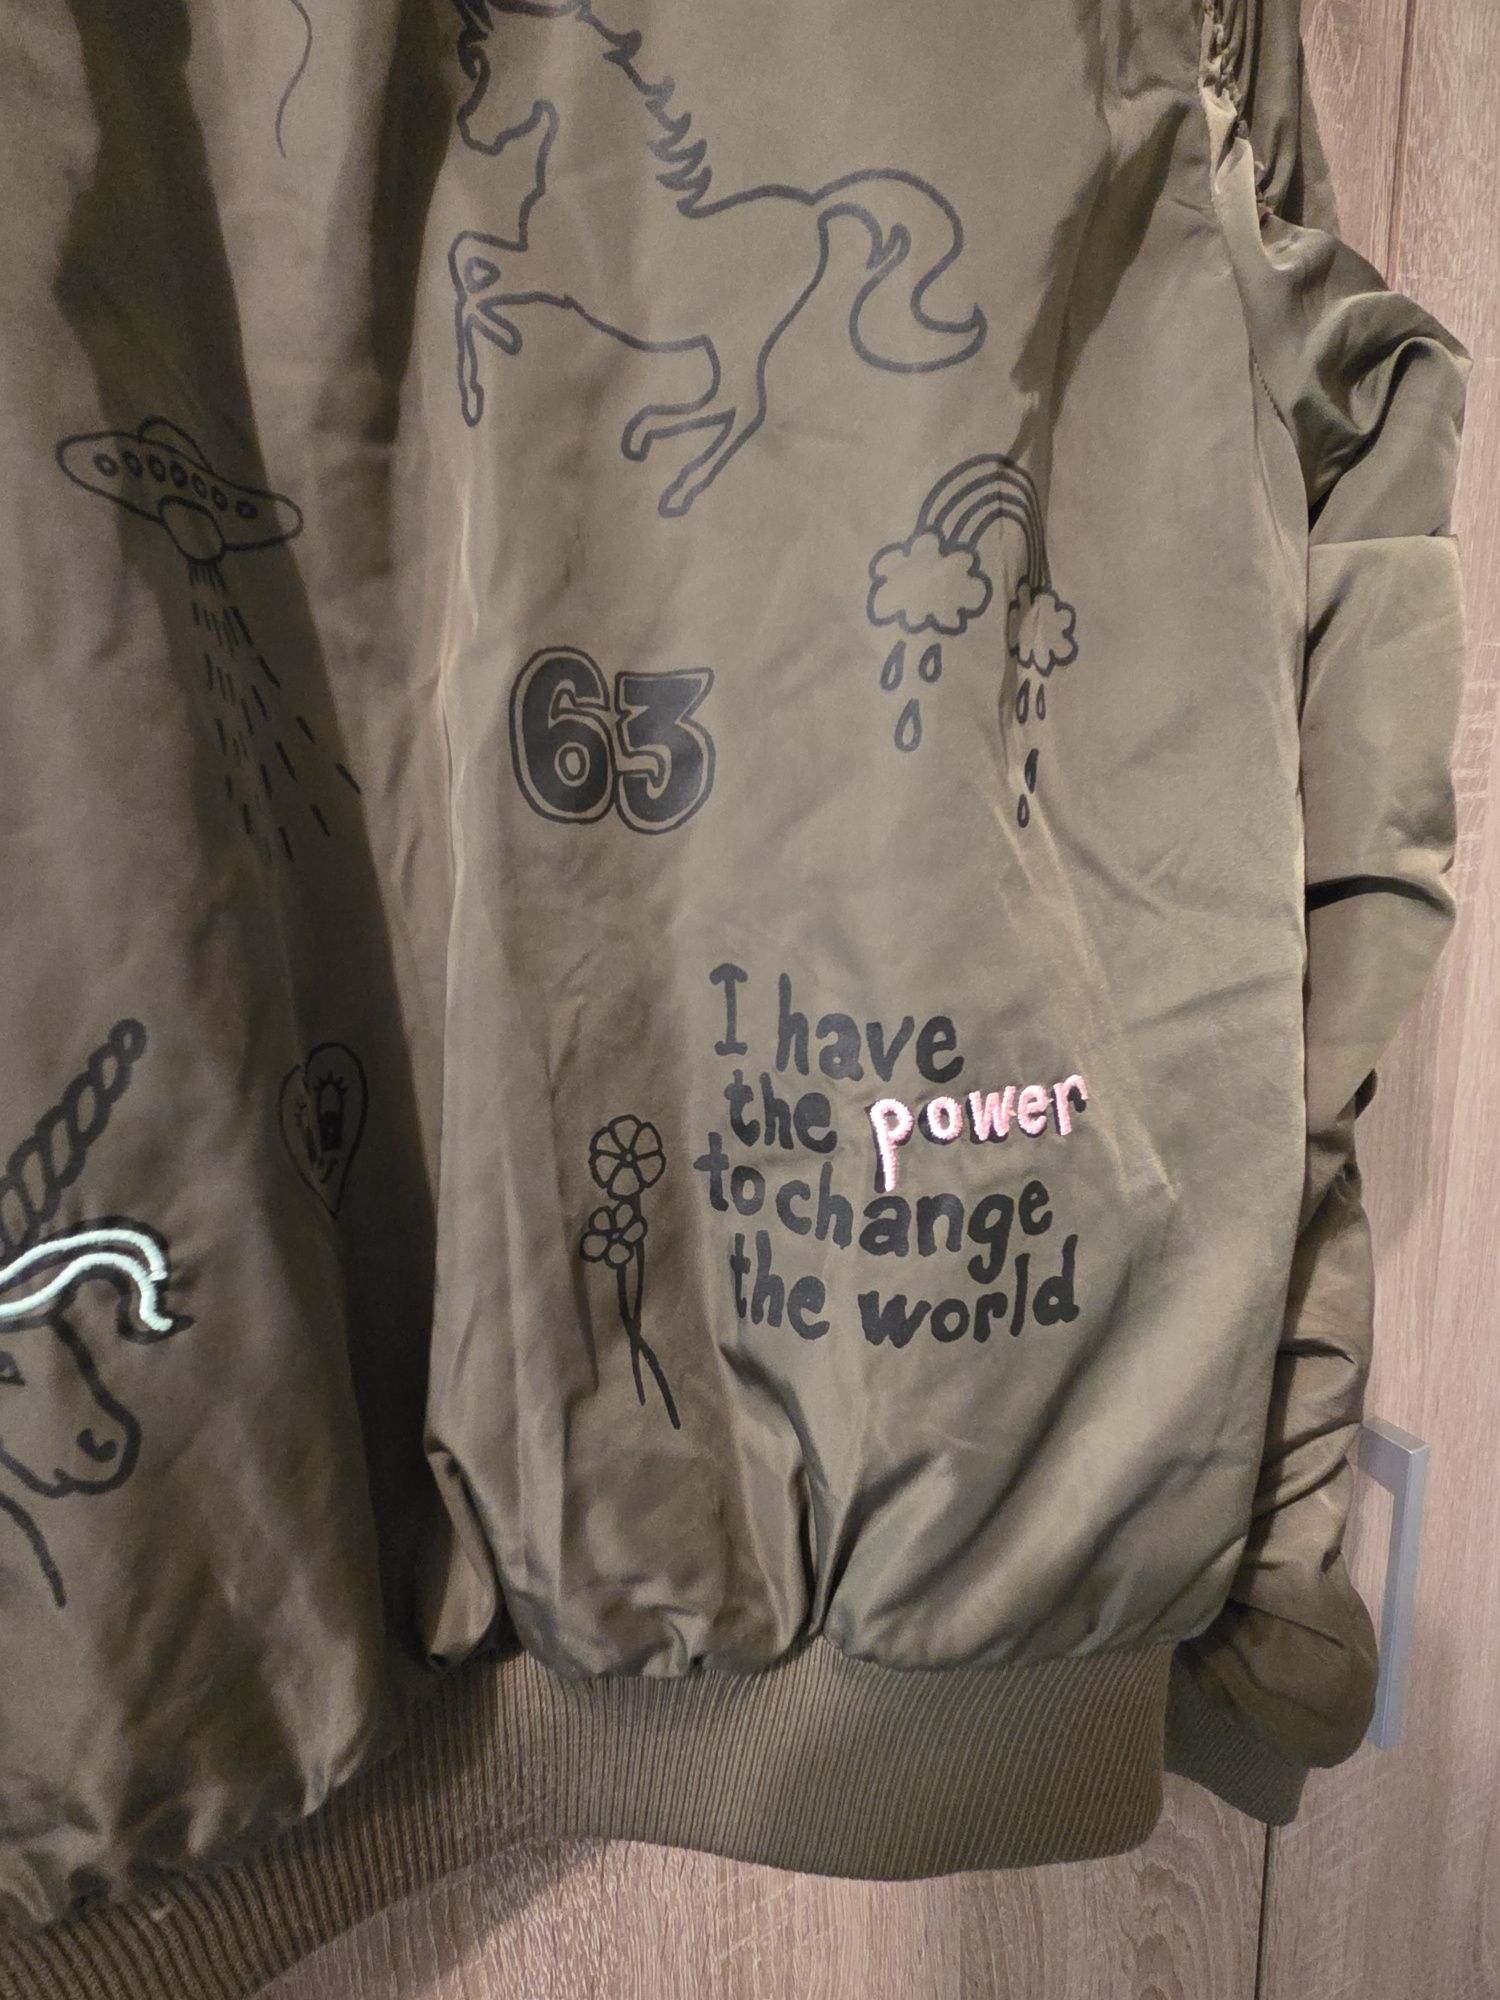 63
I have
the power
to change
the world